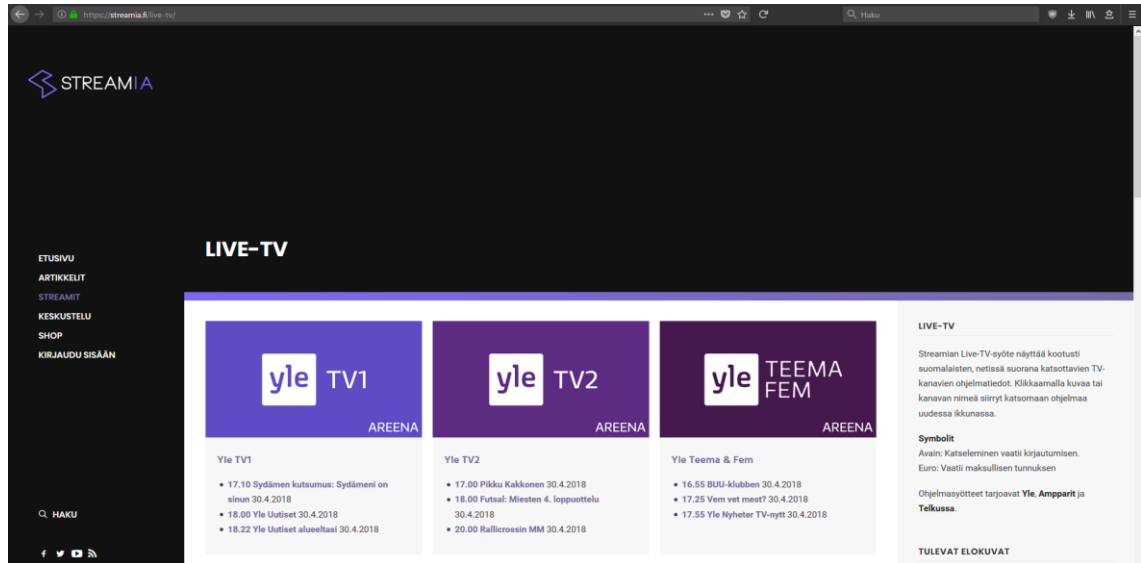 https://streamia.fi/live-tv/
Haku
STREAMIA
ETUSIVU
ARTIKKELIT
STREAMIT
KESKUSTELU
SHOP
KIRJAUDU SISÄÄN
HAKU
LIVE-TV
yle TV1
AREENA
Yle TV1
• 17.10 Sydämen kutsumus: Sydämeni on
sinun 30.4.2018
• 18.00 Yle Uutiset 30.4.2018
• 18.22 Yle Uutiset alueeltasi 30.4.2018
yle TV2
AREENA
Yle TV2
• 17.00 Pikku Kakkonen 30.4.2018
• 18.00 Futsal: Miesten 4. loppuottelu
30.4.2018
• 20.00 Rallicrossin MM 30.4.2018
yle TEEMA
FEM
AREENA
Yle Teema & Fem
• 16.55 BUU-klubben 30.4.2018
• 17.25 Vem vet mest? 30.4.2018
• 17.55 Yle Nyheter TV-nytt 30.4.2018
LIVE-TV
Streamian Live-TV-syöte näyttää kootusti
suomalaisten, netissä suorana katsottavien TV-
kanavien ohjelmatiedot. Klikkaamalla kuvaa tai
kanavan nimeä siirryt katsomaan ohjelmaa
uudessa ikkunassa.
Symbolit
Avain: Katseleminen vaatii kirjautumisen.
Euro: Vaatii maksullisen tunnuksen
Ohjelmasyötteet tarjoavat Yle, Ampparit ja
Telkussa.
TULEVAT ELOKUVAT